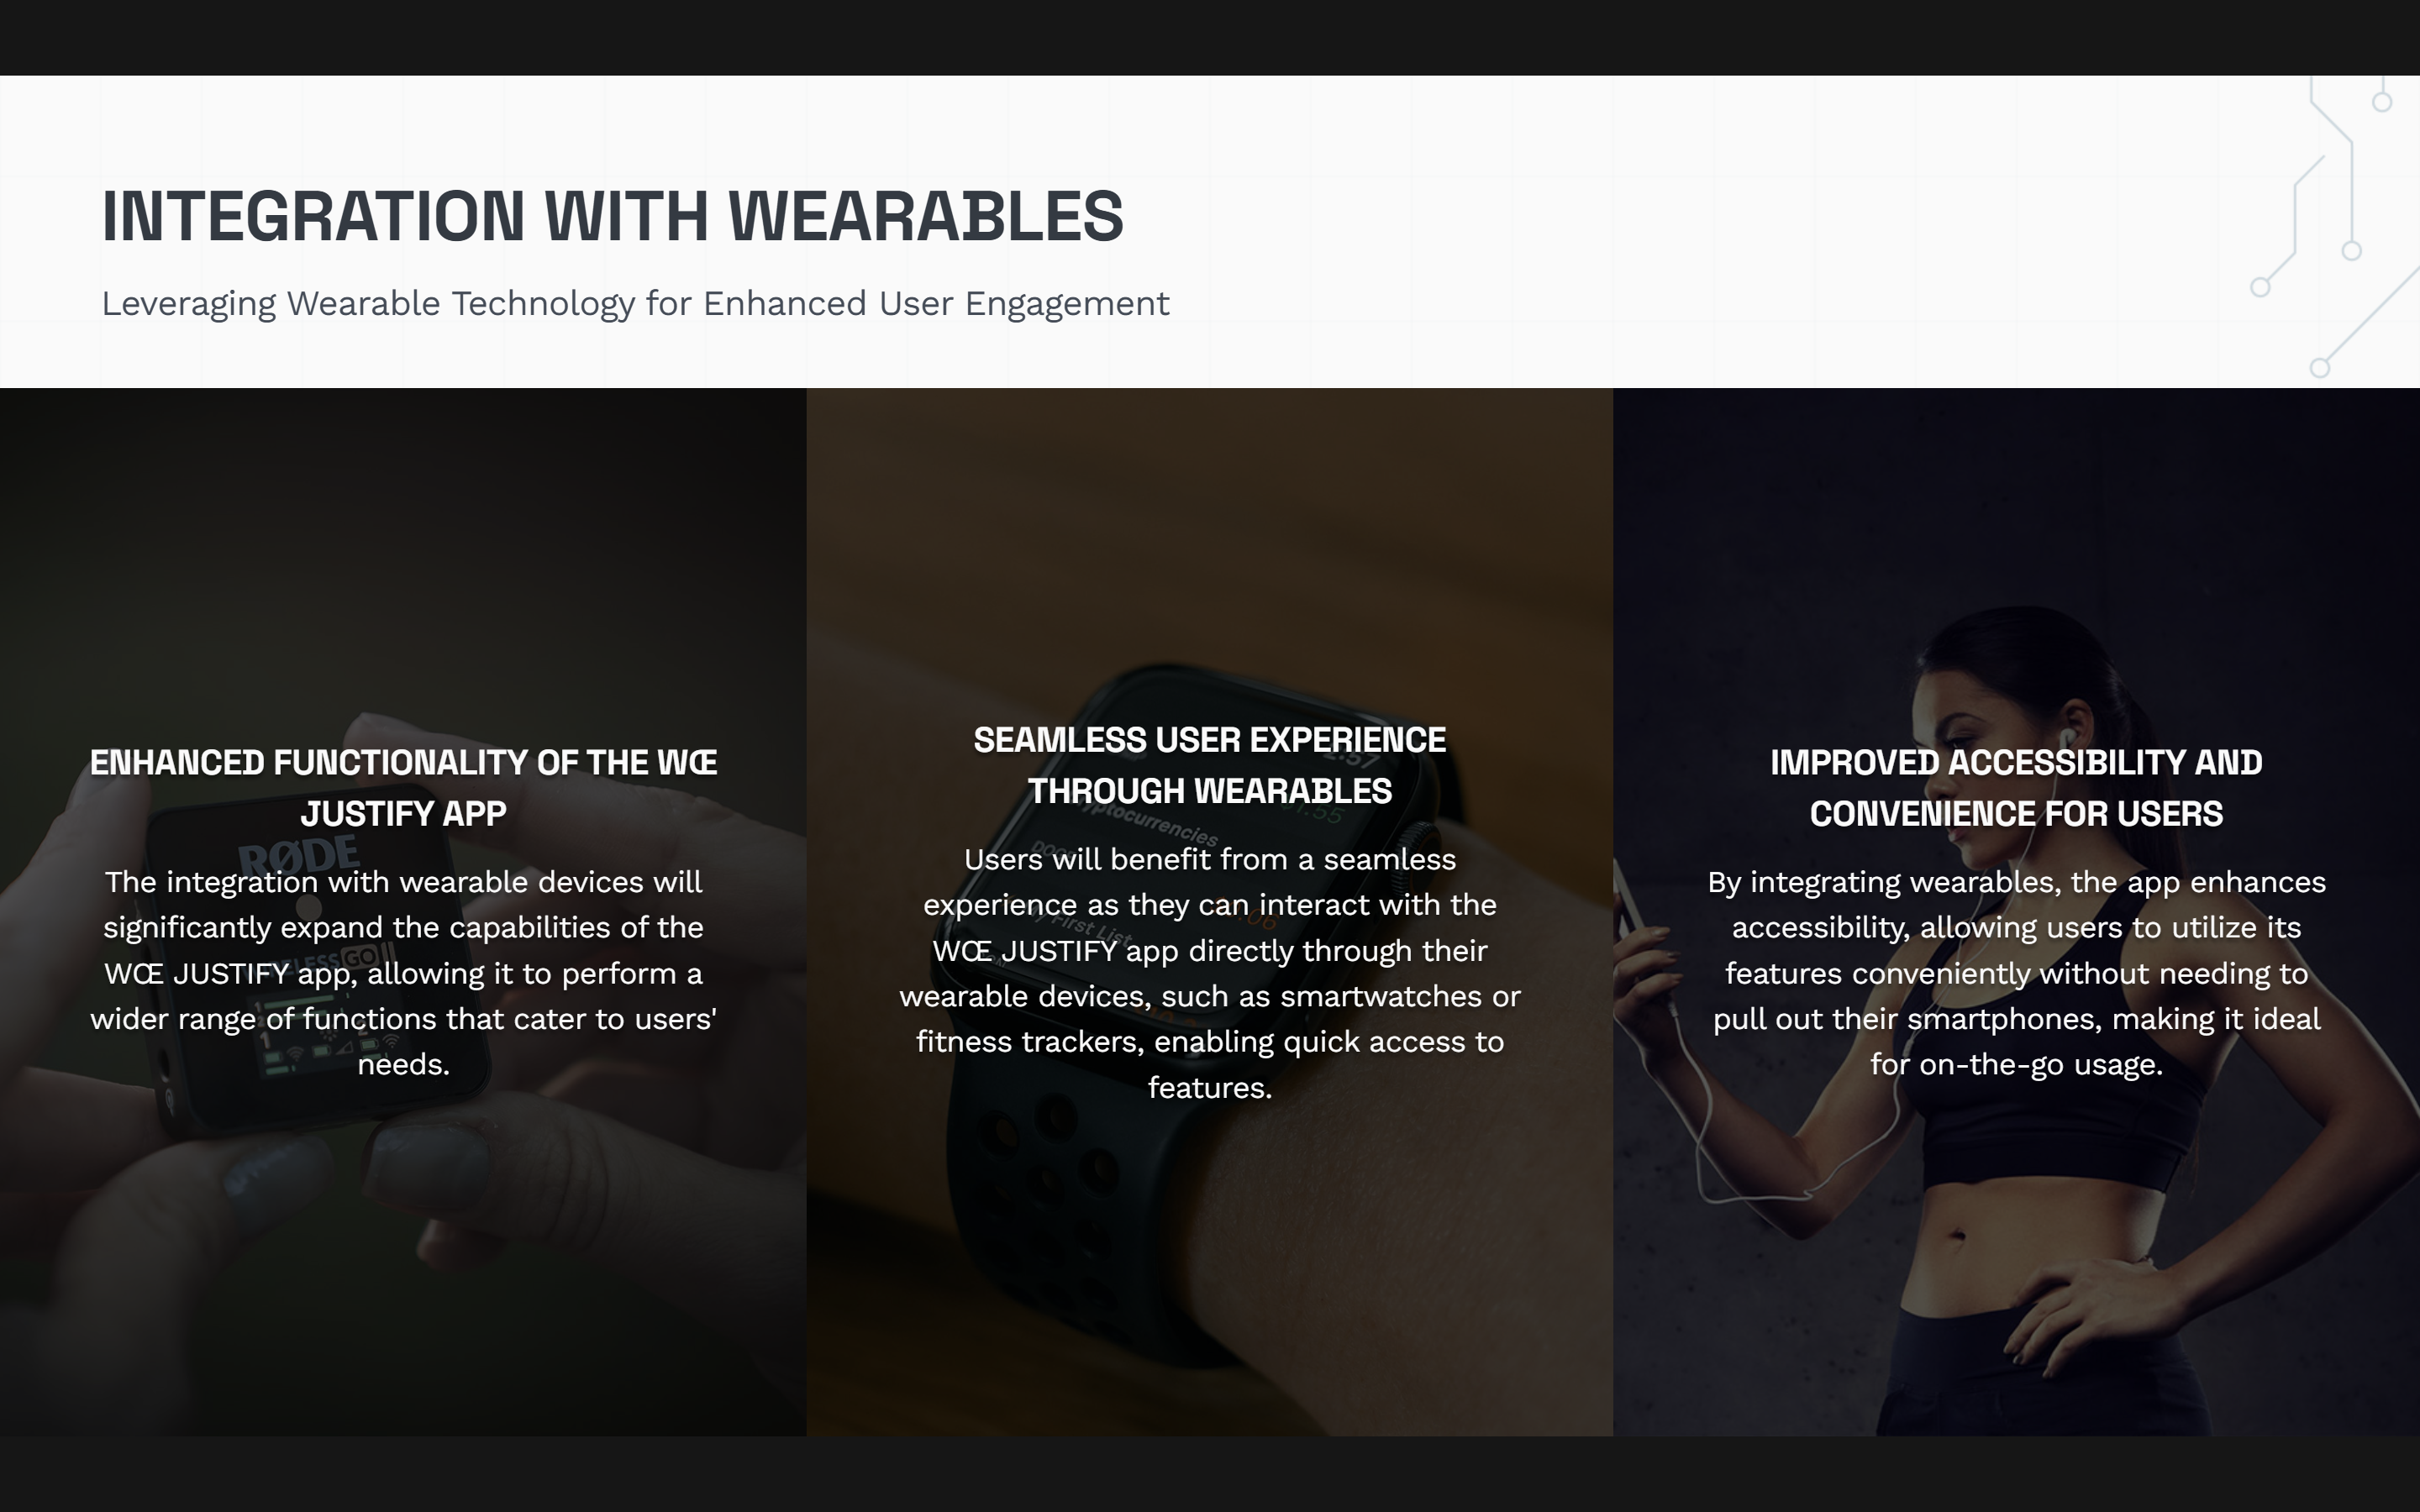 INTEGRATION WITH WEARABLES
Leveraging Wearable Technology for Enhanced User Engagement
ENHANCED FUNCTIONALITY OF THE WŒ
JUSTIFY APP
The integration with wearable devices will
significantly expand the capabilities of the
WŒ JUSTIFY app, allowing it to perform a
wider range of functions that cater to users'
needs.
RØDE
GO
SEAMLESS USER EXPERIENCE
THROUGH WEARABLES
Users will benefit from a seamless
experience as they can interact with the
WŒ JUSTIFY app directly through their
wearable devices, such as smartwatches or
fitness trackers, enabling quick access to
features.
First List
IMPROVED ACCESSIBILITY AND
CONVENIENCE FOR USERS
By integrating wearables, the app enhances
accessibility, allowing users to utilize its
features conveniently without needing to
pull out their smartphones, making it ideal
for on-the-go usage.